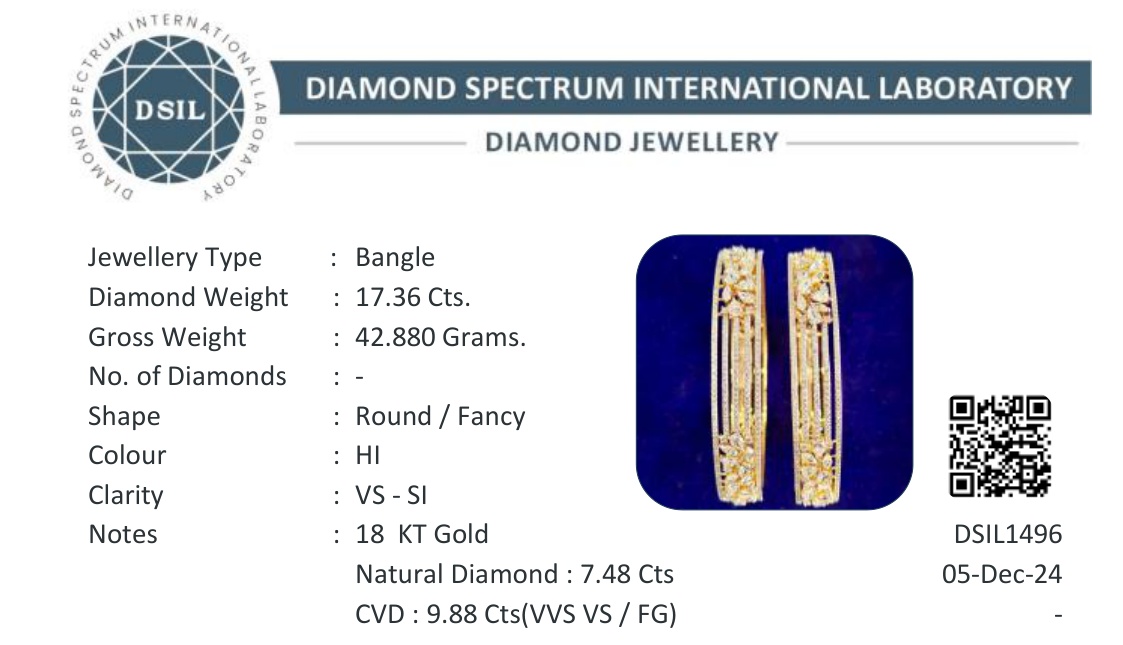 DIAMOND SPECTRUM INTERNATIONAL LABORATORY
DSIL
DIAMOND SPECTRUM INTERNATIONAL LABORATORY
DIAMOND JEWELLERY
Jewellery Type : Bangle
Diamond Weight : 17.36 Cts.
Gross Weight : 42.880 Grams.
No. of Diamonds : -
Shape : Round / Fancy
Colour : HI
Clarity : VS - SI
Notes : 18 KT Gold
DSIL1496
Natural Diamond : 7.48 Cts
05-Dec-24
CVD : 9.88 Cts(VVS VS / FG)
-